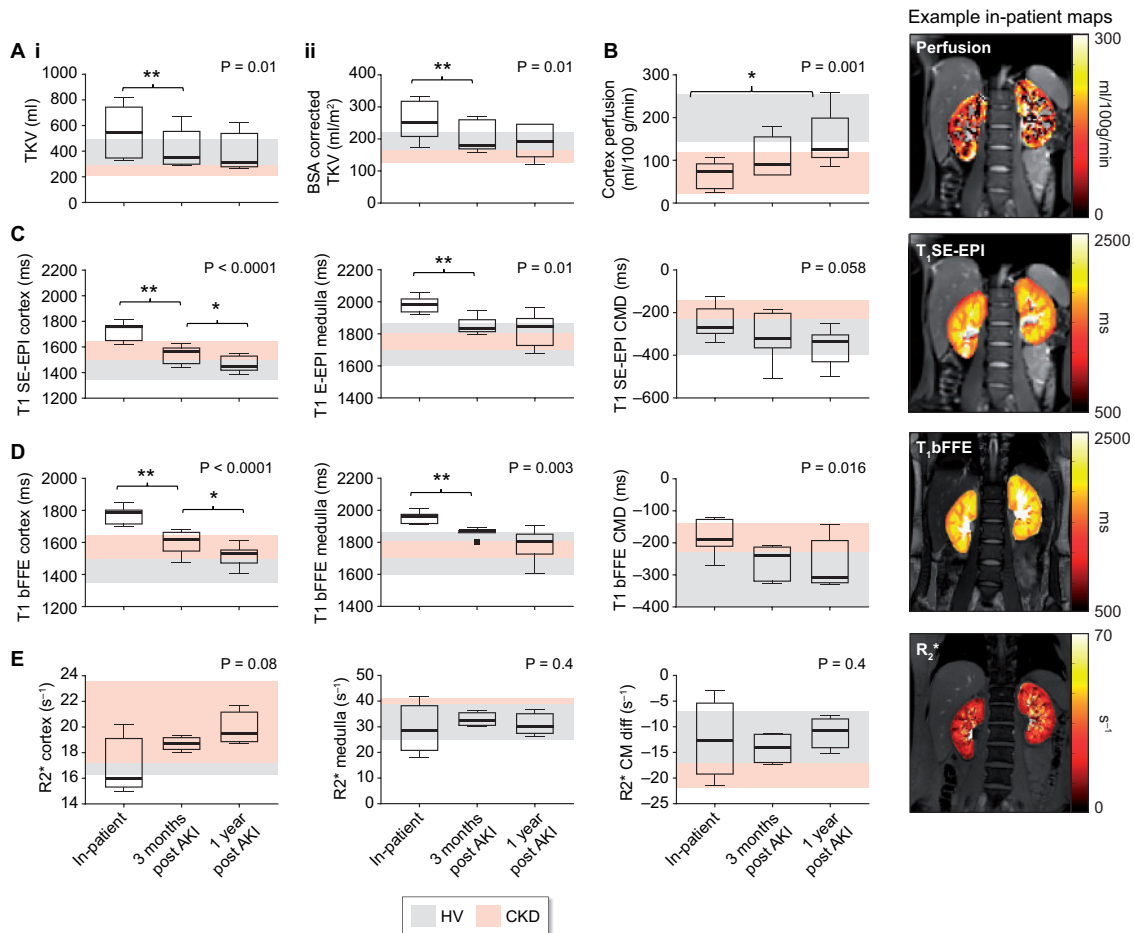 Example in-patient maps
A i
TKV (ml)
1000
800
600
400
200
0
**
P = 0.01
ii
BSA corrected
TKV (ml/m²)
400
300
200
100
0
**
P = 0.01
B
Cortex perfusion
(ml/100 g/min)
300
200
100
0
*
P = 0.001
Perfusion
300
ml/100g/min
0
C
T1 SE-EPI cortex (ms)
2200
2000
1800
1600
1400
1200
**
*
P < 0.0001
T1 E-EPI medulla (ms)
2200
2000
1800
1600
1400
**
P = 0.01
T1 SE-EPI CMD (ms)
−0
−200
−400
−600
P = 0.058
T₁SE-EPI
2500
ms
500
D
T1 bFFE cortex (ms)
2000
1800
1600
1400
1200
**
*
P < 0.0001
T1 bFFE medulla (ms)
2200
2000
1800
1600
1400
**
P = 0.003
T1 bFFE CMD (ms)
−0
−100
−200
−300
−400
P = 0.016
T₁bFFE
2500
ms
500
E
R2* cortex (s⁻¹)
24
22
20
18
16
14
P = 0.08
R2* medulla (s⁻¹)
50
40
30
20
10
0
P = 0.4
R2* CM diff (s⁻¹)
0
−5
−10
−15
−20
−25
P = 0.4
R₂*
70
s⁻¹
0
In-patient
3 months
post AKI
1 year
post AKI
In-patient
3 months
post AKI
1 year
post AKI
In-patient
3 months
post AKI
1 year
post AKI
HV
CKD